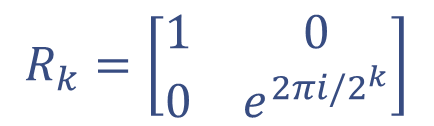 R_k = [1 0
0 e^{2πi/2^k}]